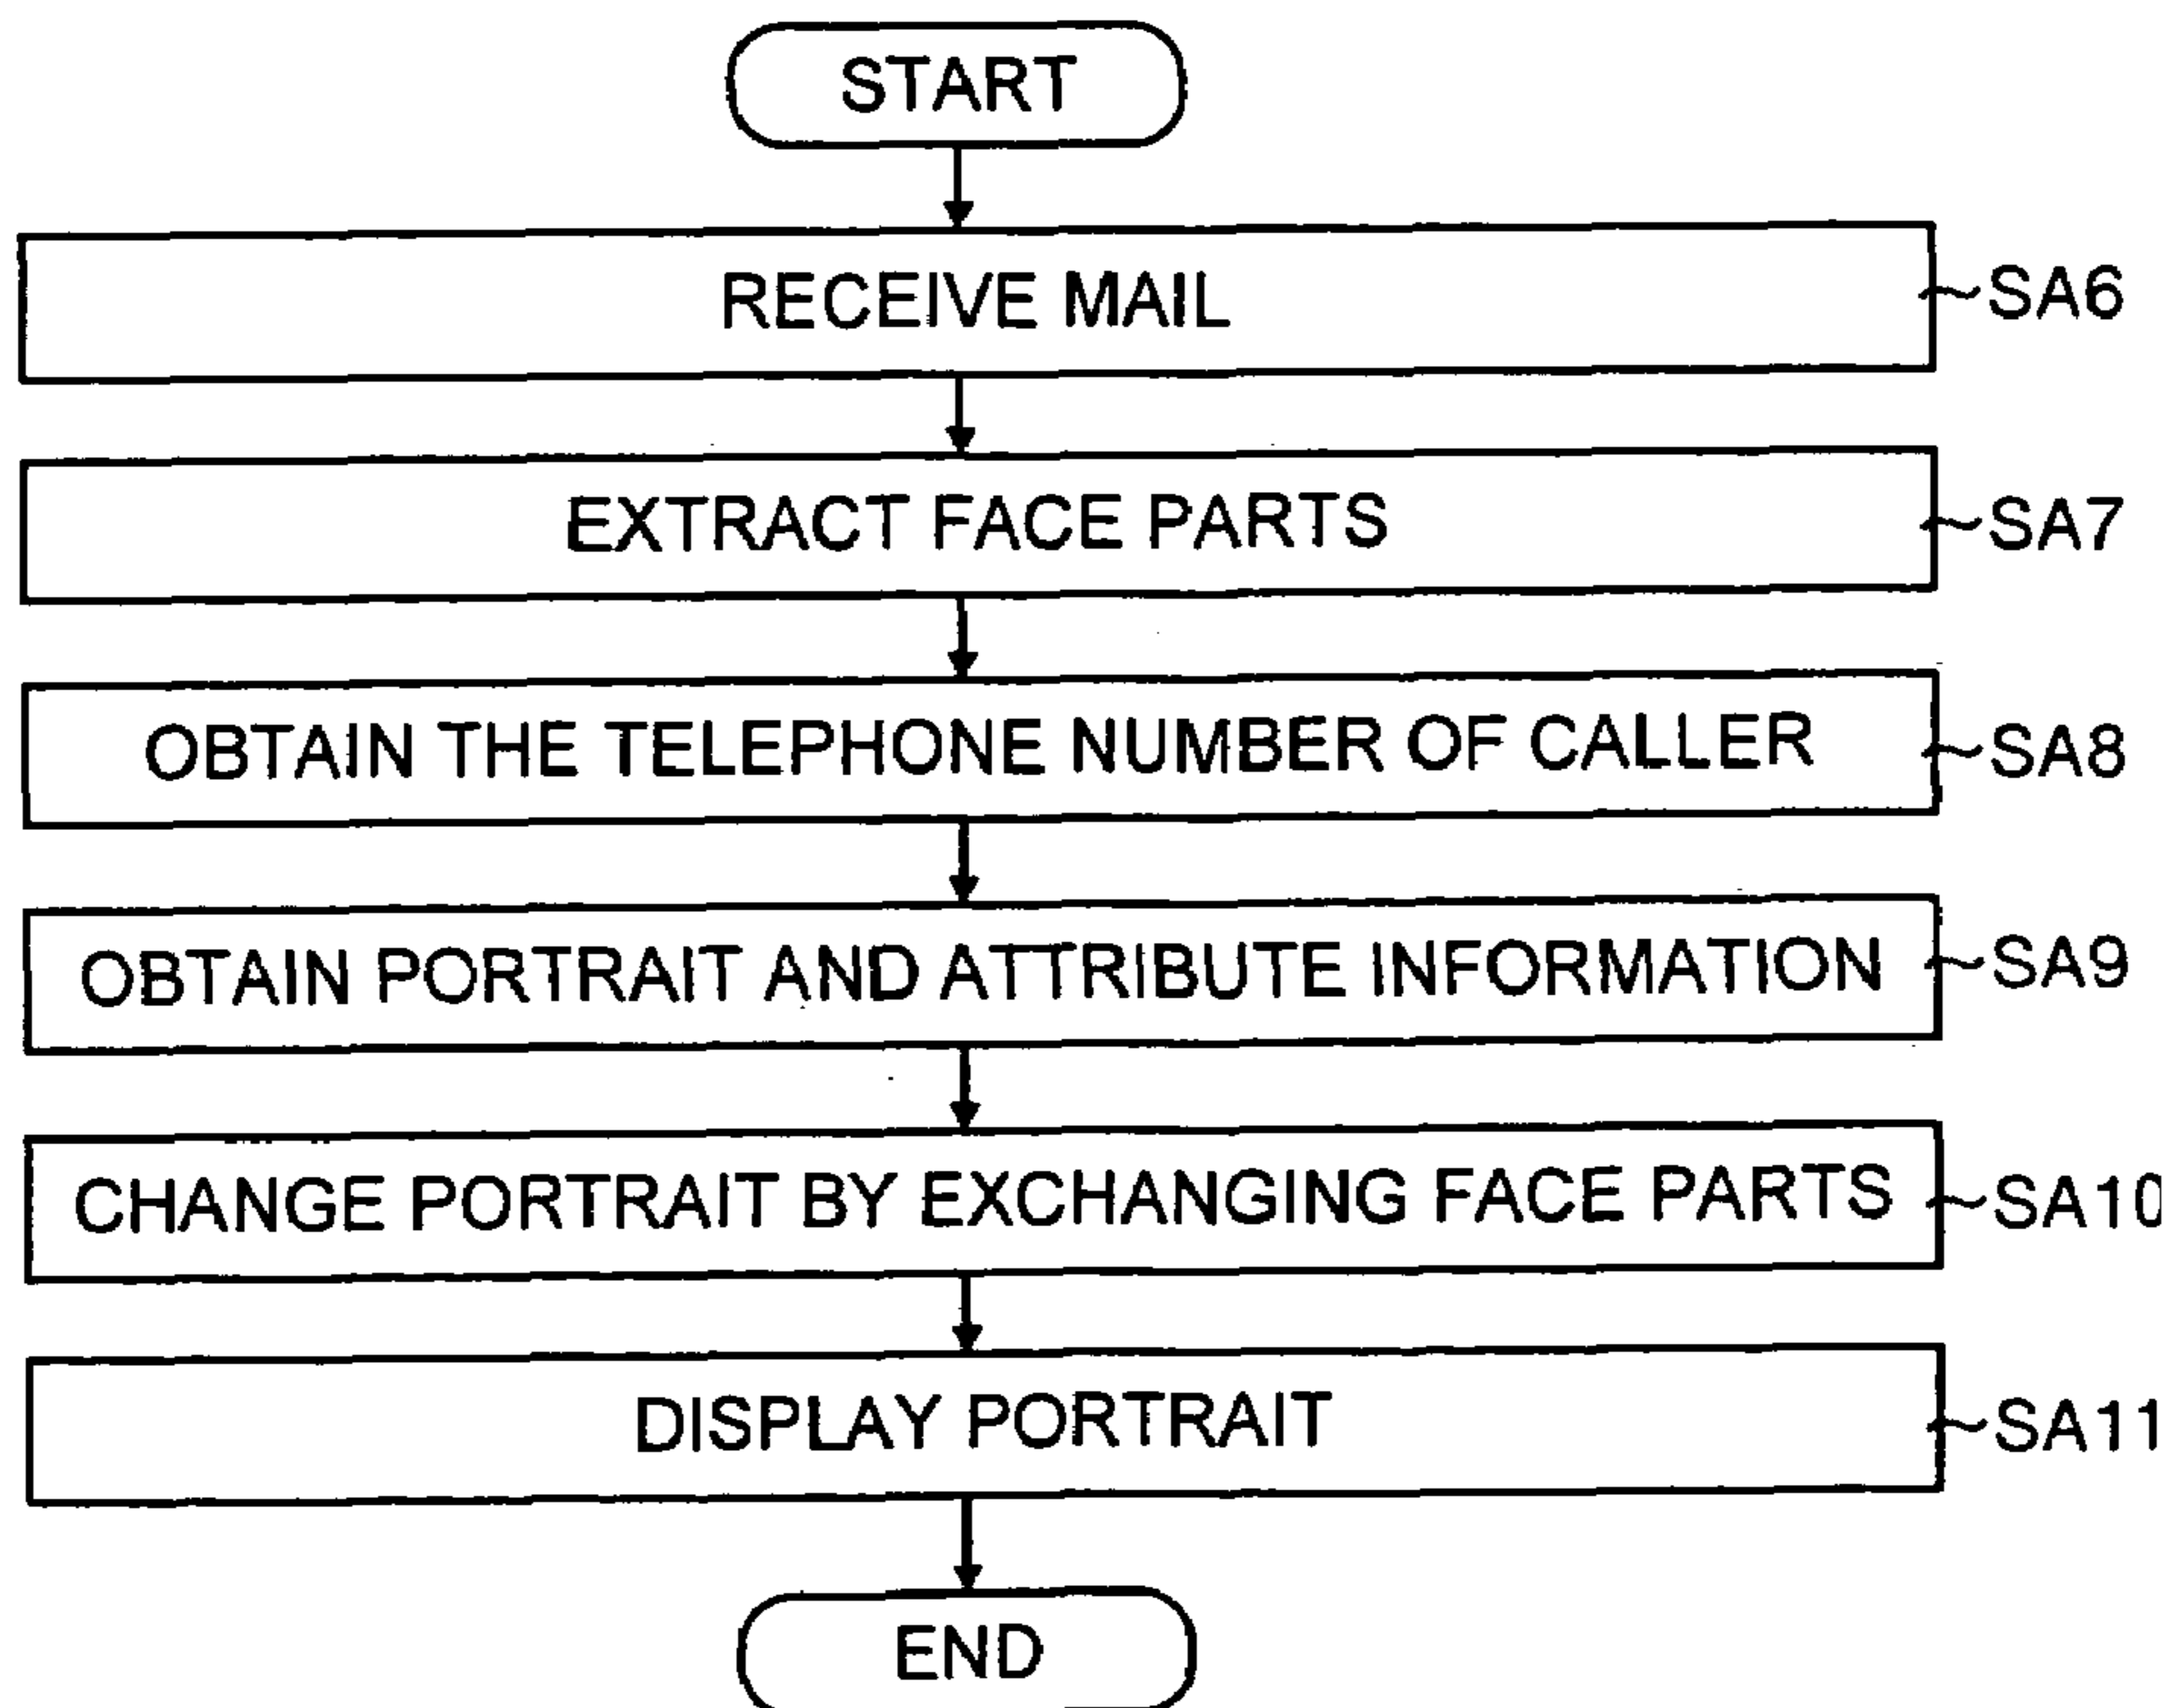 START
RECEIVE MAIL
SA6
EXTRACT FACE PARTS
SA7
OBTAIN THE TELEPHONE NUMBER OF CALLER
SA8
OBTAIN PORTRAIT AND ATTRIBUTE INFORMATION
SA9
CHANGE PORTRAIT BY EXCHANGING FACE PARTS
SA10
DISPLAY PORTRAIT
SA11
END